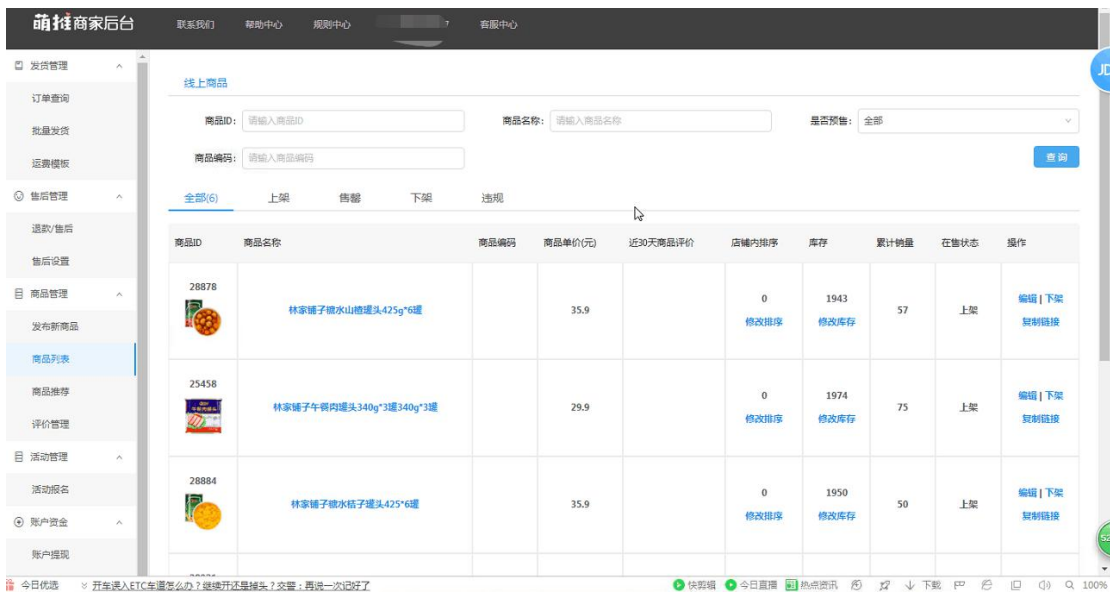 萌推商家后台 联系我们 帮助中心 规则中心 客服中心
发货管理
订单查询
批量发货
运费模板
售后管理
退款/售后
售后设置
商品管理
发布新商品
商品列表
商品推荐
评价管理
活动管理
活动报名
账户资金
账户提现
线上商品
商品ID: 请输入商品ID 商品名称: 请输入商品名称 是否预售: 全部
商品编码: 请输入商品编码 查 询
全部(6) 上架 售罄 下架 违规
商品ID 商品名称 商品编码 商品单价(元) 近30天商品评价 店铺内排序 库存 累计销量 在售状态 操作
28878 林家铺子糖水山楂罐头425g*6罐 35.9 0 修改排序 1943 修改库存 57 上架 编辑 | 下架 复制链接
25458 林家铺子午餐肉罐头340g*3罐340g*3罐 29.9 0 修改排序 1974 修改库存 75 上架 编辑 | 下架 复制链接
28884 林家铺子糖水桔子罐头425*6罐 35.9 0 修改排序 1950 修改库存 50 上架 编辑 | 下架 复制链接
JD
52
今日优选 开车误入ETC车道怎么办？继续开还是掉头？交警：再说一次记好了 快剪辑 今日直播 热点资讯 下载 100%